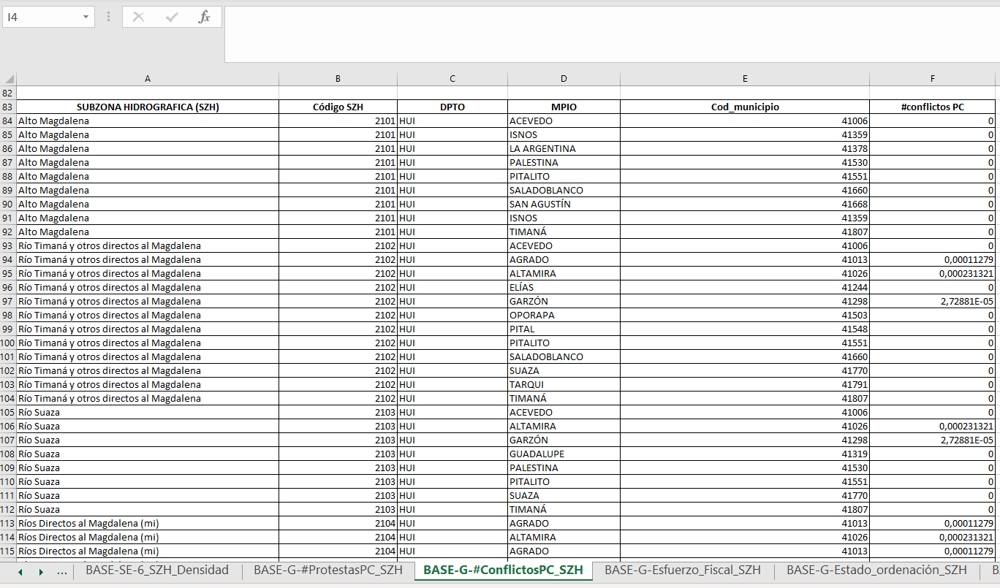 I4 fx
A B C D E F
82
83 SUBZONA HIDROGRAFICA (SZH) Código SZH DPTO MPIO Cod_municipio #conflictos PC
84 Alto Magdalena 2101 HUI ACEVEDO 41006 0
85 Alto Magdalena 2101 HUI ISNOS 41359 0
86 Alto Magdalena 2101 HUI LA ARGENTINA 41378 0
87 Alto Magdalena 2101 HUI PALESTINA 41530 0
88 Alto Magdalena 2101 HUI PITALITO 41551 0
89 Alto Magdalena 2101 HUI SALADOBLANCO 41660 0
90 Alto Magdalena 2101 HUI SAN AGUSTÍN 41668 0
91 Alto Magdalena 2101 HUI ISNOS 41359 0
92 Alto Magdalena 2101 HUI TIMANÁ 41807 0
93 Río Timaná y otros directos al Magdalena 2102 HUI ACEVEDO 41006 0
94 Río Timaná y otros directos al Magdalena 2102 HUI AGRADO 41013 0,00011279
95 Río Timaná y otros directos al Magdalena 2102 HUI ALTAMIRA 41026 0,000231321
96 Río Timaná y otros directos al Magdalena 2102 HUI ELÍAS 41244 0
97 Río Timaná y otros directos al Magdalena 2102 HUI GARZÓN 41298 2,72881E-05
98 Río Timaná y otros directos al Magdalena 2102 HUI OPORAPA 41503 0
99 Río Timaná y otros directos al Magdalena 2102 HUI PITAL 41548 0
100 Río Timaná y otros directos al Magdalena 2102 HUI PITALITO 41551 0
101 Río Timaná y otros directos al Magdalena 2102 HUI SALADOBLANCO 41660 0
102 Río Timaná y otros directos al Magdalena 2102 HUI SUAZA 41770 0
103 Río Timaná y otros directos al Magdalena 2102 HUI TARQUI 41791 0
104 Río Timaná y otros directos al Magdalena 2102 HUI TIMANÁ 41807 0
105 Río Suaza 2103 HUI ACEVEDO 41006 0
106 Río Suaza 2103 HUI ALTAMIRA 41026 0,000231321
107 Río Suaza 2103 HUI GARZÓN 41298 2,72881E-05
108 Río Suaza 2103 HUI GUADALUPE 41319 0
109 Río Suaza 2103 HUI PALESTINA 41530 0
110 Río Suaza 2103 HUI PITALITO 41551 0
111 Río Suaza 2103 HUI SUAZA 41770 0
112 Río Suaza 2103 HUI TIMANÁ 41807 0
113 Ríos Directos al Magdalena (mi) 2104 HUI AGRADO 41013 0,00011279
114 Ríos Directos al Magdalena (mi) 2104 HUI ALTAMIRA 41026 0,000231321
115 Ríos Directos al Magdalena (mi) 2104 HUI AGRADO 41013 0,00011279
... BASE-SE-6_SZH_Densidad BASE-G-#ProtestasPC_SZH BASE-G-#ConflictosPC_SZH BASE-G-Esfuerzo_Fiscal_SZH BASE-G-Estado_ordenación_SZH